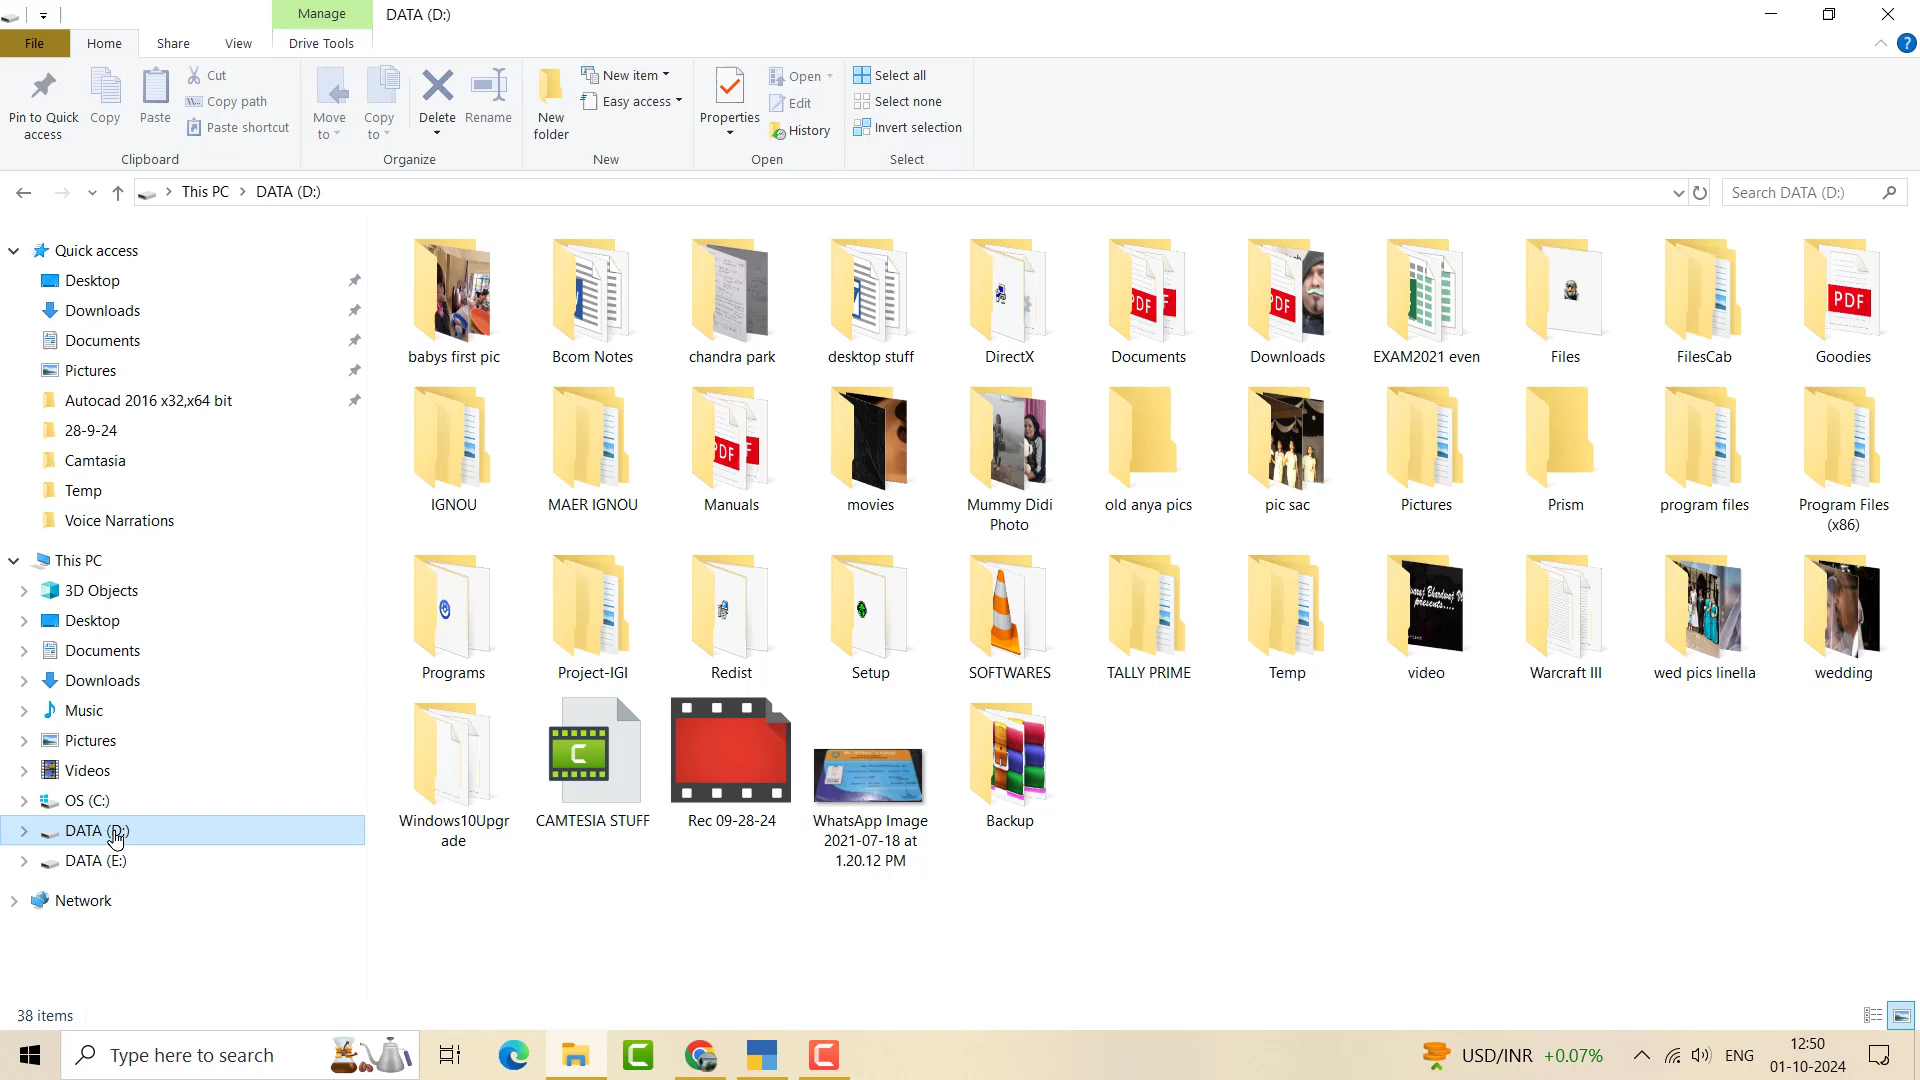 Manage
DATA (D:)
File
Home
Share
View
Drive Tools
Pin to Quick
access
Copy
Paste
Cut
Copy path
Paste shortcut
Clipboard
Move
to
Copy
to
Delete
Rename
Organize
New
folder
New item
Easy access
New
Properties
Open
Edit
History
Open
Select all
Select none
Invert selection
Select
This PC > DATA (D:)
Search DATA (D:)
Quick access
Desktop
Downloads
Documents
Pictures
Autocad 2016 x32,x64 bit
28-9-24
Camtasia
Temp
Voice Narrations
This PC
3D Objects
Desktop
Documents
Downloads
Music
Pictures
Videos
OS (C:)
DATA (D:)
DATA (E:)
Network
babys first pic
Bcom Notes
chandra park
desktop stuff
DirectX
Documents
Downloads
EXAM2021 even
Files
FilesCab
Goodies
IGNOU
MAER IGNOU
Manuals
movies
Mummy Didi
Photo
old anya pics
pic sac
Pictures
Prism
program files
Program Files
(x86)
Programs
Project-IGI
Redist
Setup
SOFTWARES
TALLY PRIME
Temp
video
Warcraft III
wed pics linella
wedding
Windows10Upgr
ade
CAMTESIA STUFF
Rec 09-28-24
WhatsApp Image
2021-07-18 at
1.20.12 PM
Backup
38 items
Type here to search
USD/INR +0.07%
ENG
12:50
01-10-2024